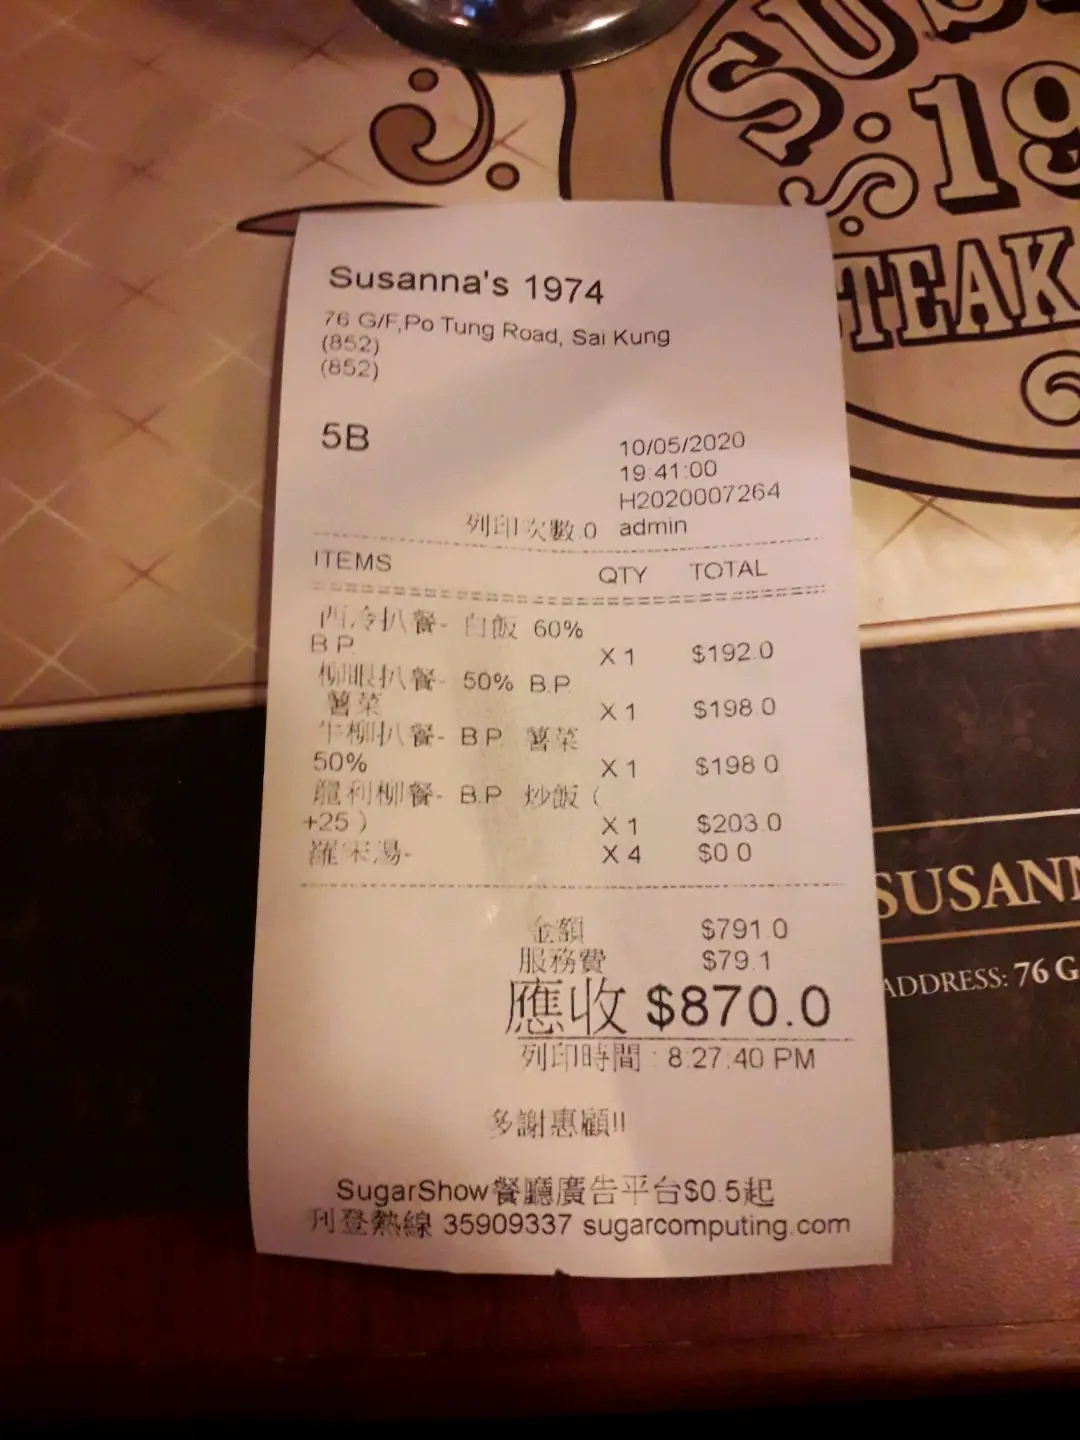 SUS
19
STEAK
Susanna's 1974
76 G/F,Po Tung Road, Sai Kung
(852)
(852)
5B
10/05/2020
19:41:00
H2020007264
列印次數:0 admin
ITEMS QTY TOTAL
西冷扒餐- 白飯 60%
B.P.
X 1 $192.0
柳眼扒餐- 50% B.P.
薯菜
X 1 $198.0
牛柳扒餐- B.P. 薯菜
50%
X 1 $198.0
龍利柳餐- B.P. 炒飯 (
+25 )
X 1 $203.0
羅宋湯-
X 4 $0.0
金額 $791.0
服務費 $79.1
應收 $870.0
列印時間 : 8:27:40 PM
多謝惠顧!!
SugarShow餐廳廣告平台$0.5起
刊登熱線 35909337 sugarcomputing.com
SUSANN
ADDRESS: 76 G